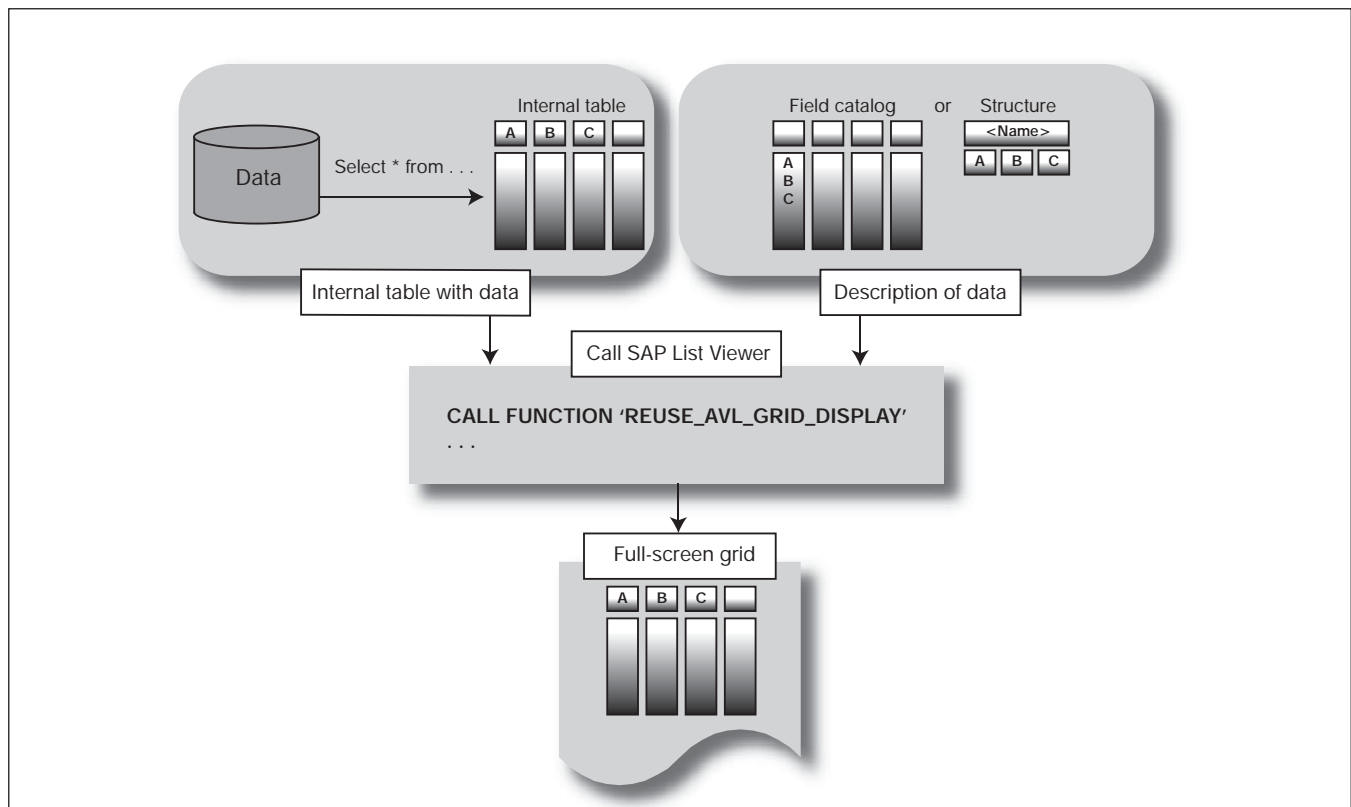 Internal table
A B C
Data
Select * from . . .
Field catalog or Structure
<Name>
A B C
A
B
C
Internal table with data
Description of data
Call SAP List Viewer
CALL FUNCTION ‘REUSE_AVL_GRID_DISPLAY’
. . .
Full-screen grid
A B C